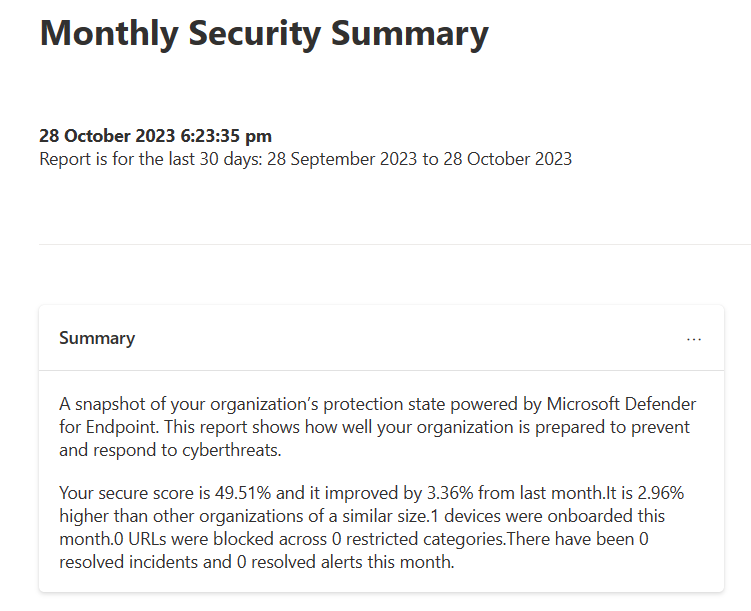 Monthly Security Summary
28 October 2023 6:23:35 pm
Report is for the last 30 days: 28 September 2023 to 28 October 2023
Summary
...
A snapshot of your organization’s protection state powered by Microsoft Defender
for Endpoint. This report shows how well your organization is prepared to prevent
and respond to cyberthreats.
Your secure score is 49.51% and it improved by 3.36% from last month.It is 2.96%
higher than other organizations of a similar size.1 devices were onboarded this
month.0 URLs were blocked across 0 restricted categories.There have been 0
resolved incidents and 0 resolved alerts this month.